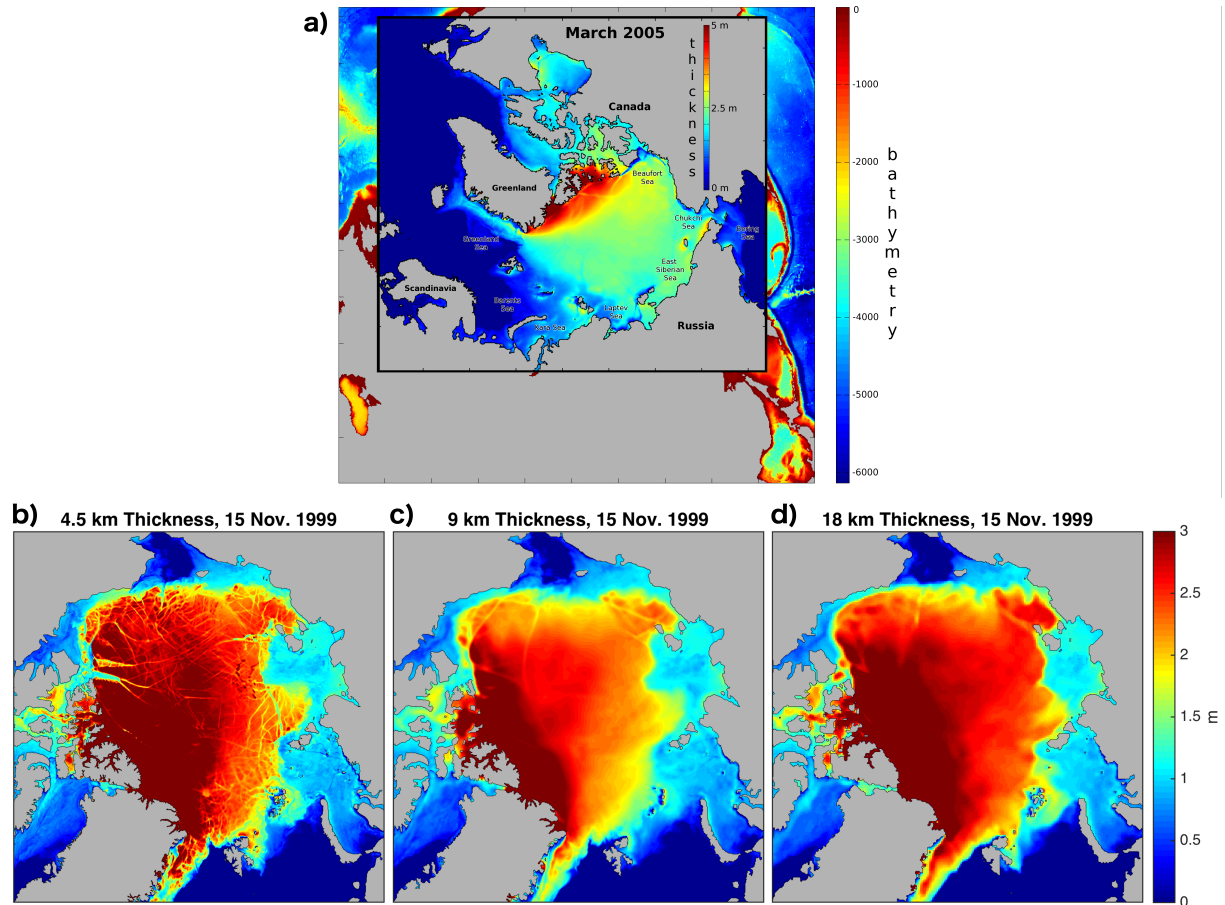 a)
March 2005
thickness
5 m
2.5 m
0 m
Canada
Greenland
Beaufort
Sea
Chukchi
Sea
Bering
Sea
Greenland
Sea
East
Siberian
Sea
Scandinavia
Barents
Sea
Kara Sea
Laptev
Sea
Russia
0
-1000
-2000
-3000
-4000
-5000
-6000
bathymetry
b)
4.5 km Thickness, 15 Nov. 1999
c)
9 km Thickness, 15 Nov. 1999
d)
18 km Thickness, 15 Nov. 1999
3
2.5
2
1.5
1
0.5
0
m